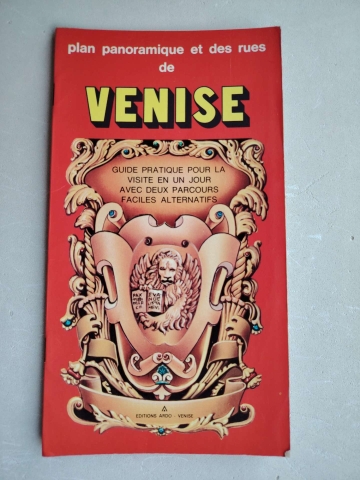 plan panoramique et des rues
de
VENISE
GUIDE PRATIQUE POUR LA
VISITE EN UN JOUR
AVEC DEUX PARCOURS
FACILES ALTERNATIFS
EDITIONS ARDO - VENISE